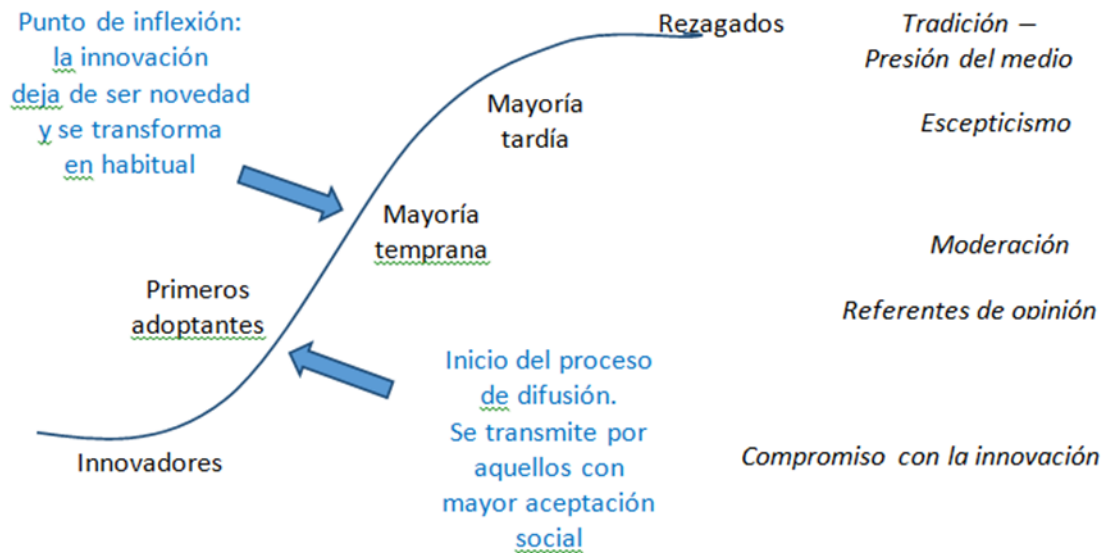 Punto de inflexión:
la innovación
deja de ser novedad
y se transforma
en habitual
Rezagados
Tradición —
Presión del medio
Mayoría
tardía
Escepticismo
Mayoría
temprana
Moderación
Primeros
adoptantes
Referentes de opinión
Inicio del proceso
de difusión.
Se transmite por
aquellos con
mayor aceptación
social
Innovadores
Compromiso con la innovación